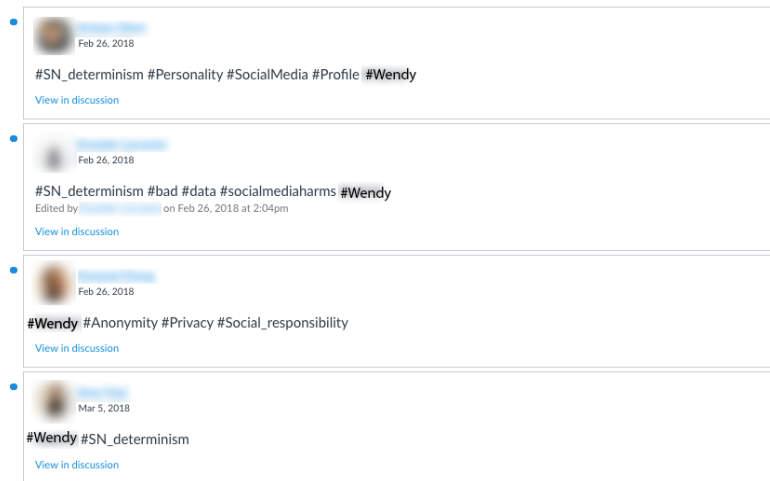 Feb 26, 2018
#SN_determinism #Personality #SocialMedia #Profile #Wendy
View in discussion
Feb 26, 2018
#SN_determinism #bad #data #socialmediaharms #Wendy
Edited by on Feb 26, 2018 at 2:04pm
View in discussion
Feb 26, 2018
#Wendy #Anonymity #Privacy #Social_responsibility
View in discussion
Mar 5, 2018
#Wendy #SN_determinism
View in discussion